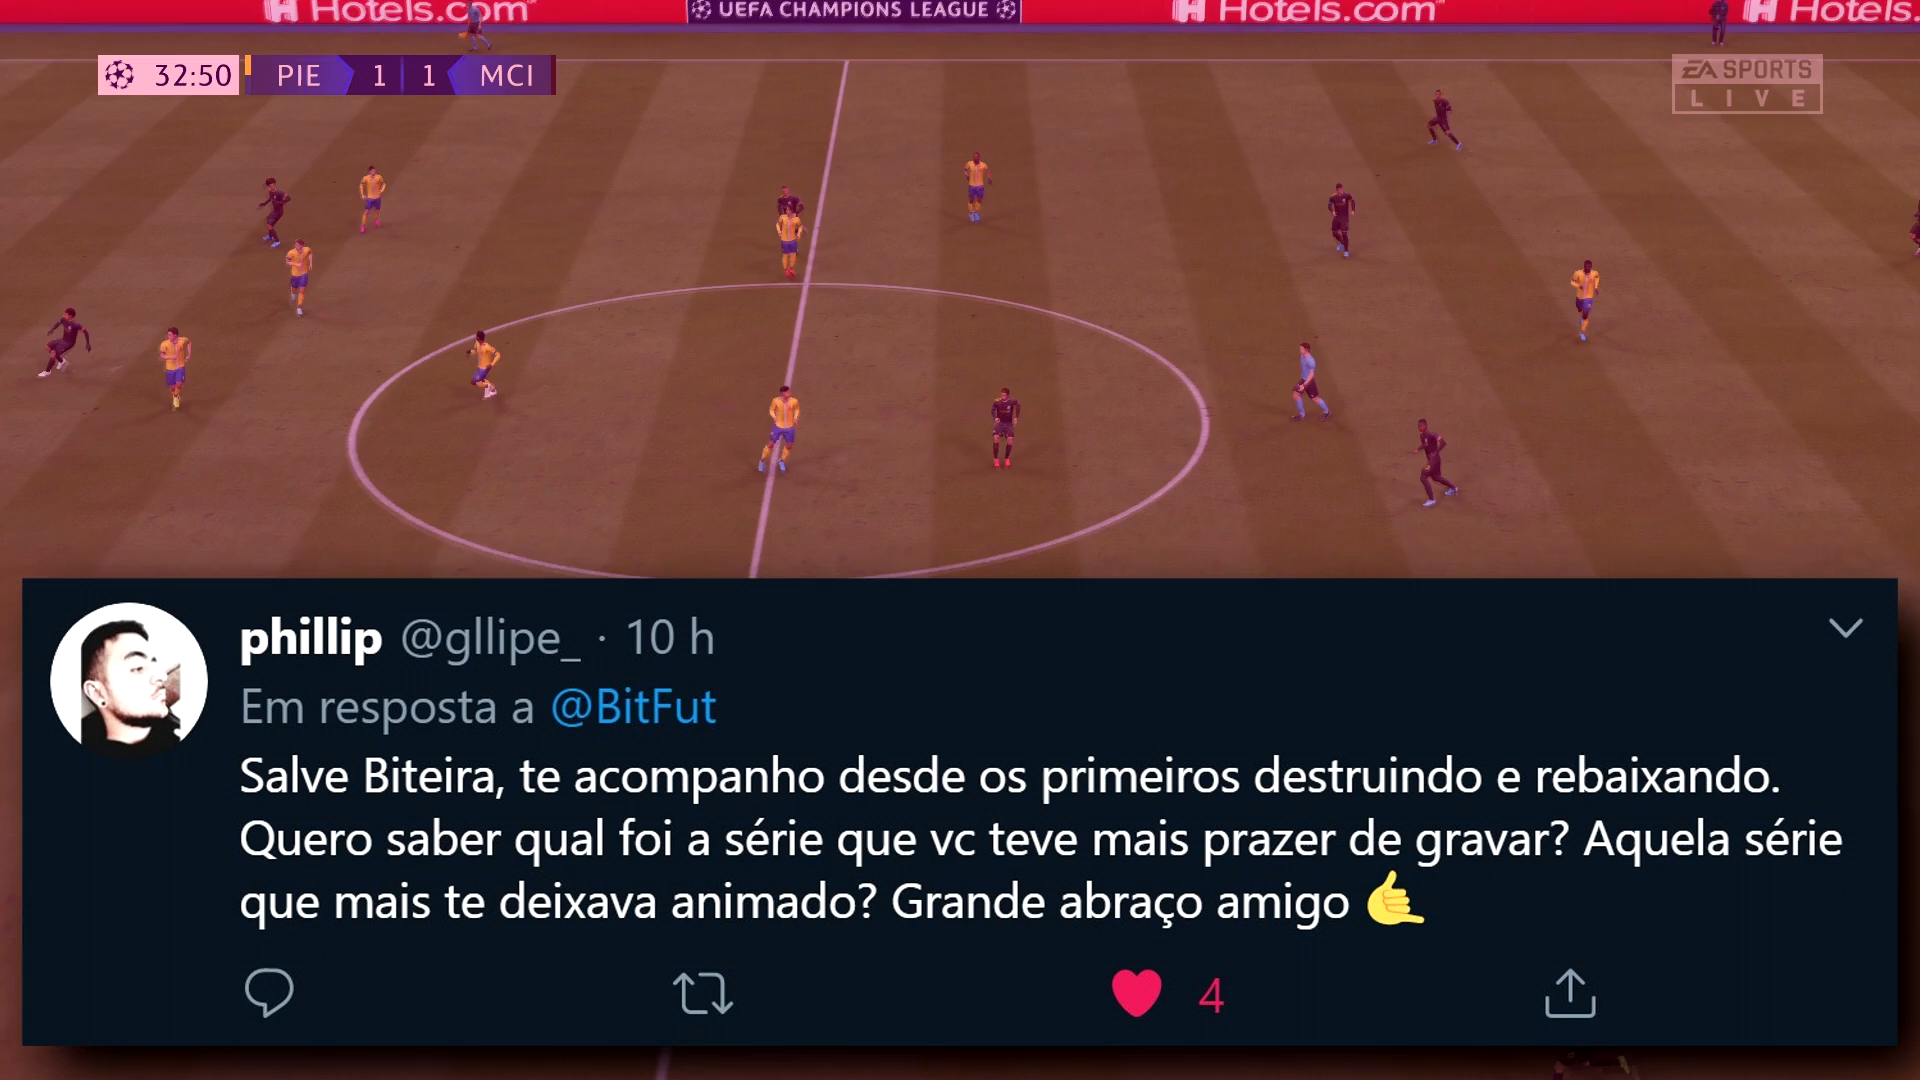 Hotels.com
UEFA CHAMPIONS LEAGUE
Hotels.com
Hotels.
32:50 PIE 1 1 MCI
EA SPORTS
LIVE
phillip @gllipe_ · 10 h
Em resposta a @BitFut
Salve Biteira, te acompanho desde os primeiros destruindo e rebaixando.
Quero saber qual foi a série que vc teve mais prazer de gravar? Aquela série
que mais te deixava animado? Grande abraço amigo 🤙
4